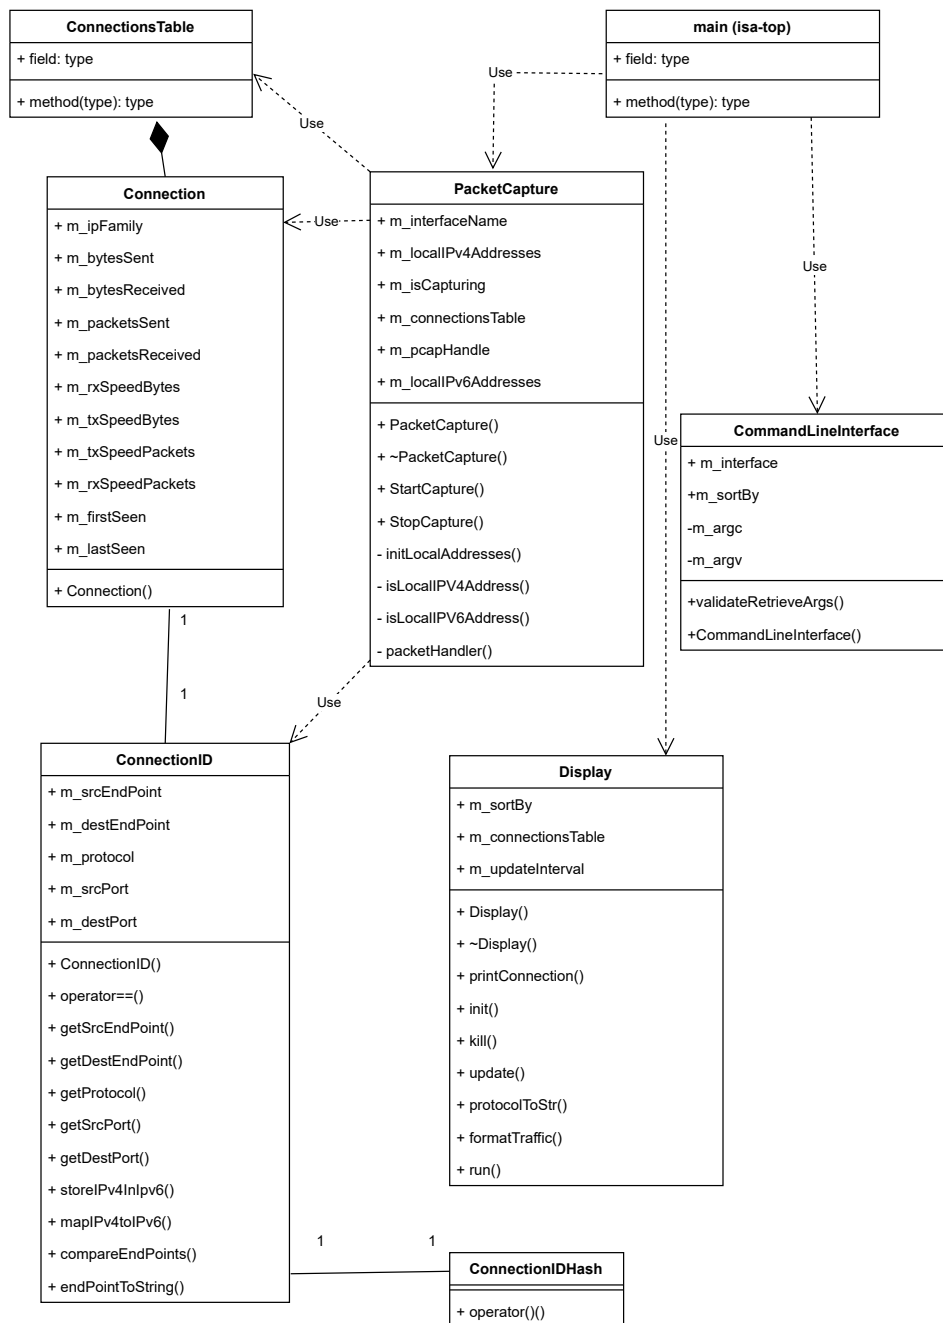 ConnectionsTable
+ field: type
+ method(type): type
main (isa-top)
+ field: type
+ method(type): type
Use
Use
Connection
+ m_ipFamily
+ m_bytesSent
+ m_bytesReceived
+ m_packetsSent
+ m_packetsReceived
+ m_rxSpeedBytes
+ m_txSpeedBytes
+ m_txSpeedPackets
+ m_rxSpeedPackets
+ m_firstSeen
+ m_lastSeen
+ Connection()
Use
PacketCapture
+ m_interfaceName
+ m_localIPv4Addresses
+ m_isCapturing
+ m_connectionsTable
+ m_pcapHandle
+ m_localIPv6Addresses
+ PacketCapture()
+ ~PacketCapture()
+ StartCapture()
+ StopCapture()
- initLocalAddresses()
- isLocalIPV4Address()
- isLocalIPV6Address()
- packetHandler()
Use
Use
CommandLineInterface
+ m_interface
+m_sortBy
-m_argc
-m_argv
+validateRetrieveArgs()
+CommandLineInterface()
1
1
Use
ConnectionID
+ m_srcEndPoint
+ m_destEndPoint
+ m_protocol
+ m_srcPort
+ m_destPort
+ ConnectionID()
+ operator==()
+ getSrcEndPoint()
+ getDestEndPoint()
+ getProtocol()
+ getSrcPort()
+ getDestPort()
+ storeIPv4InIpv6()
+ mapIPv4toIPv6()
+ compareEndPoints()
+ endPointToString()
Display
+ m_sortBy
+ m_connectionsTable
+ m_updateInterval
+ Display()
+ ~Display()
+ printConnection()
+ init()
+ kill()
+ update()
+ protocolToStr()
+ formatTraffic()
+ run()
1
1
ConnectionIDHash
+ operator()()